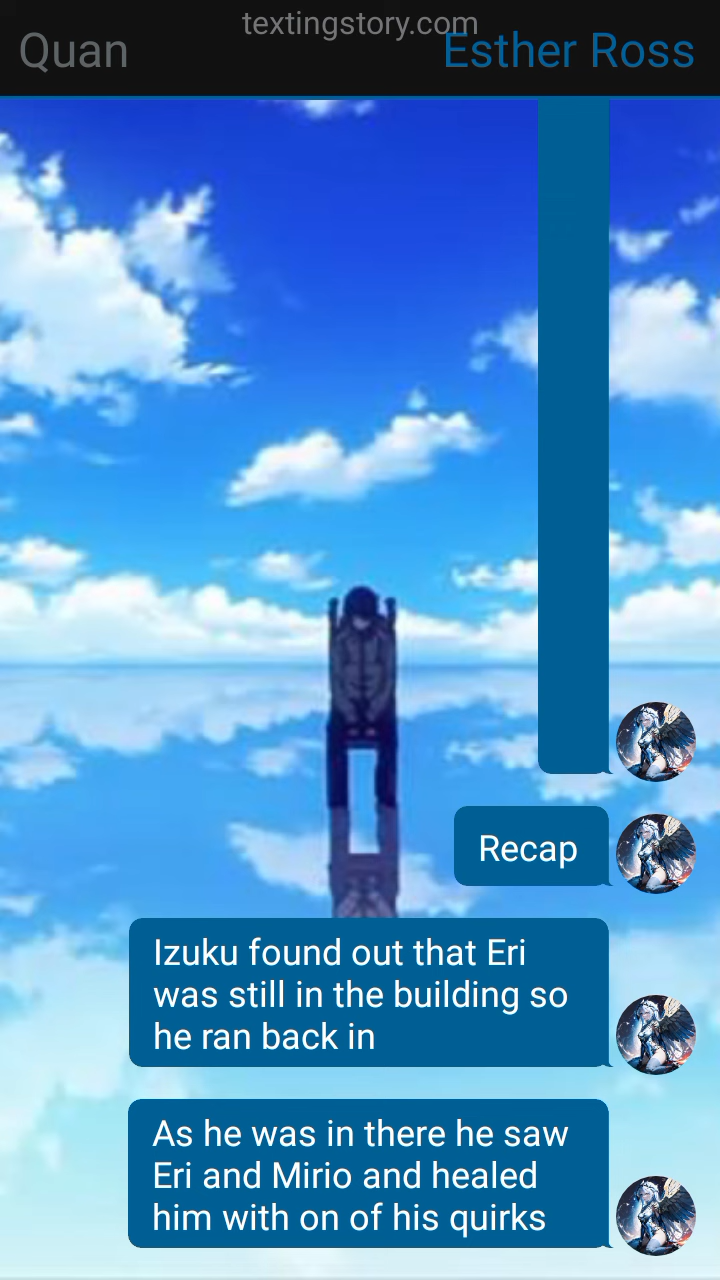 textingstory.com
Quan
Esther Ross
Recap
Izuku found out that Eri
was still in the building so
he ran back in
As he was in there he saw
Eri and Mirio and healed
him with on of his quirks